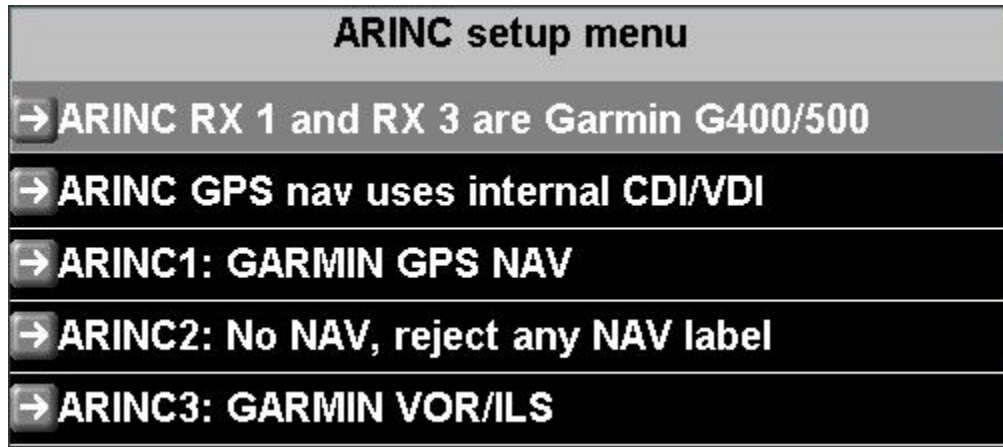 ARINC setup menu
ARINC RX 1 and RX 3 are Garmin G400/500
ARINC GPS nav uses internal CDI/VDI
ARINC1: GARMIN GPS NAV
ARINC2: No NAV, reject any NAV label
ARINC3: GARMIN VOR/ILS